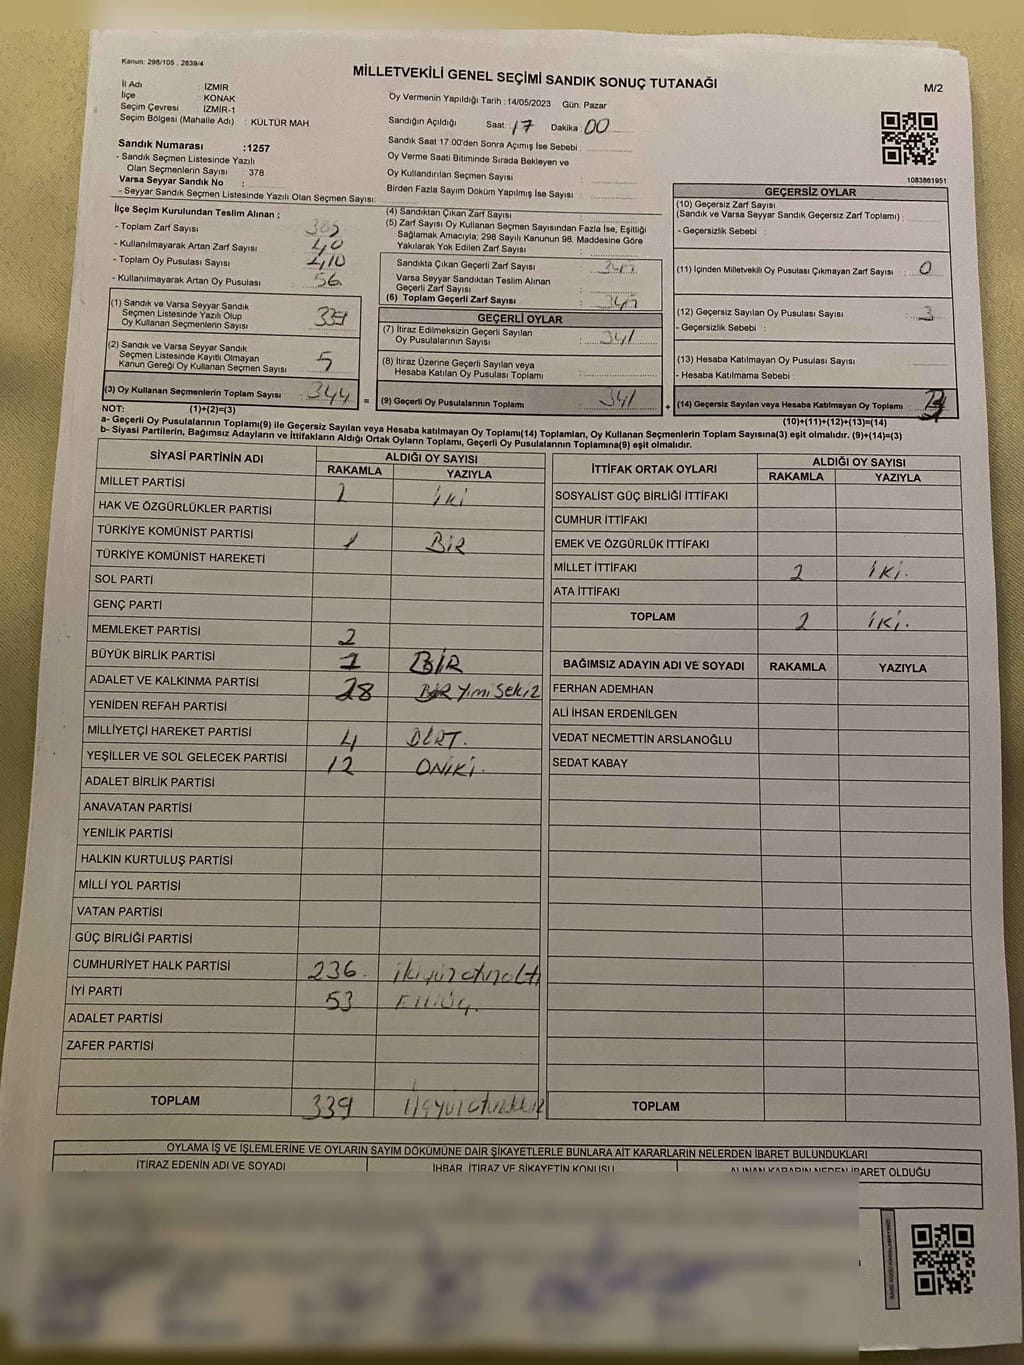 Kanun: 298/105 , 2839/4
MİLLETVEKİLİ GENEL SEÇİMİ SANDIK SONUÇ TUTANAĞI
M/2
İl Adı : İZMİR
İlçe : KONAK
Seçim Çevresi : İZMİR-1
Seçim Bölgesi (Mahalle Adı) : KÜLTÜR MAH.
Sandık Numarası :1257
- Sandık Seçmen Listesinde Yazılı
Olan Seçmenlerin Sayısı : 378
Varsa Seyyar Sandık No :
- Seyyar Sandık Seçmen Listesinde Yazılı Olan Seçmen Sayısı:
Oy Vermenin Yapıldığı Tarih : 14/05/2023 Gün: Pazar
Sandığın Açıldığı Saat: 17 Dakika: 00
Sandık Saat 17:00'den Sonra Açımış İse Sebebi :
Oy Verme Saati Bitiminde Sırada Bekleyen ve
Oy Kullandırılan Seçmen Sayısı :
Birden Fazla Sayım Döküm Yapılmış İse Sayısı :
1083861951
İlçe Seçim Kurulundan Teslim Alınan ;
- Toplam Zarf Sayısı :
- Kullanılmayarak Artan Zarf Sayısı : 40
- Toplam Oy Pusulası Sayısı : 410
- Kullanılmayarak Artan Oy Pusulası : 56
(1) Sandık ve Varsa Seyyar Sandık
Seçmen Listesinde Yazılı Olup
Oy Kullanan Seçmenlerin Sayısı : 339
(2) Sandık ve Varsa Seyyar Sandık
Seçmen Listesinde Kayıtlı Olmayan
Kanun Gereği Oy Kullanan Seçmen Sayısı : 5
(3) Oy Kullanan Seçmenlerin Toplam Sayısı : 344
(4) Sandıktan Çıkan Zarf Sayısı :
(5) Zarf Sayısı Oy Kullanan Seçmen Sayısından Fazla İse, Eşitliği
Sağlamak Amacıyla; 298 Sayılı Kanunun 98. Maddesine Göre
Yakılarak Yok Edilen Zarf Sayısı :
Sandıkta Çıkan Geçerli Zarf Sayısı :
Varsa Seyyar Sandıktan Teslim Alınan
Geçerli Zarf Sayısı :
(6) Toplam Geçerli Zarf Sayısı :
GEÇERLİ OYLAR
(7) İtiraz Edilmeksizin Geçerli Sayılan
Oy Pusulalarının Sayısı : 341
(8) İtiraz Üzerine Geçerli Sayılan veya
Hesaba Katılan Oy Pusulası Toplamı :
= (9) Geçerli Oy Pusulalarının Toplamı : 341
GEÇERSİZ OYLAR
(10) Geçersiz Zarf Sayısı
(Sandık ve Varsa Seyyar Sandık Geçersiz Zarf Toplamı) :
- Geçersizlik Sebebi :
(11) İçinden Milletvekili Oy Pusulası Çıkmayan Zarf Sayısı : 0
(12) Geçersiz Sayılan Oy Pusulası Sayısı : 3
- Geçersizlik Sebebi :
(13) Hesaba Katılmayan Oy Pusulası Sayısı :
- Hesaba Katılmama Sebebi :
+ (14) Geçersiz Sayılan veya Hesaba Katılmayan Oy Toplamı :
NOT: (1)+(2)=(3)
(10)+(11)+(12)+(13)=(14)
a- Geçerli Oy Pusulalarının Toplamı(9) ile Geçersiz Sayılan veya Hesaba katılmayan Oy Toplamı(14) Toplamları, Oy Kullanan Seçmenlerin Toplam Sayısına(3) eşit olmalıdır. (9)+(14)=(3)
b- Siyasi Partilerin, Bağımsız Adayların ve İttifakların Aldığı Ortak Oyların Toplamı, Geçerli Oy Pusulalarının Toplamına(9) eşit olmalıdır.
SİYASİ PARTİNİN ADI ALDIĞI OY SAYISI
RAKAMLA YAZIYLA
MİLLET PARTİSİ 2 İKİ
HAK VE ÖZGÜRLÜKLER PARTİSİ
TÜRKİYE KOMÜNİST PARTİSİ 1 BİR
TÜRKİYE KOMÜNİST HAREKETİ
SOL PARTİ
GENÇ PARTİ
MEMLEKET PARTİSİ 2
BÜYÜK BİRLİK PARTİSİ 1 BİR
ADALET VE KALKINMA PARTİSİ 28 Yımi Sekiz
YENİDEN REFAH PARTİSİ
MİLLİYETÇİ HAREKET PARTİSİ 4 DÖRT.
YEŞİLLER VE SOL GELECEK PARTİSİ 12 ONİKİ.
ADALET BİRLİK PARTİSİ
ANAVATAN PARTİSİ
YENİLİK PARTİSİ
HALKIN KURTULUŞ PARTİSİ
MİLLİ YOL PARTİSİ
VATAN PARTİSİ
GÜÇ BİRLİĞİ PARTİSİ
CUMHURİYET HALK PARTİSİ 236. ikiyüzotuzaltı
İYİ PARTİ 53 Elliüç.
ADALET PARTİSİ
ZAFER PARTİSİ
TOPLAM 339
İTTİFAK ORTAK OYLARI ALDIĞI OY SAYISI
RAKAMLA YAZIYLA
SOSYALİST GÜÇ BİRLİĞİ İTTİFAKI
CUMHUR İTTİFAKI
EMEK VE ÖZGÜRLÜK İTTİFAKI
MİLLET İTTİFAKI 2 İKİ.
ATA İTTİFAKI
TOPLAM 2 İKİ.
BAĞIMSIZ ADAYIN ADI VE SOYADI RAKAMLA YAZIYLA
FERHAN ADEMHAN
ALİ İHSAN ERDENİLGEN
VEDAT NECMETTİN ARSLANOĞLU
SEDAT KABAY
TOPLAM
OYLAMA İŞ VE İŞLEMLERİNE VE OYLARIN SAYIM DÖKÜMÜNE DAİR ŞİKAYETLERLE BUNLARA AİT KARARLARIN NELERDEN İBARET BULUNDUKLARI
İTİRAZ EDENİN ADI VE SOYADI İHBAR, İTİRAZ VE ŞİKAYETİN KONUSU ALINAN KARARIN NEDEN İBARET OLDUĞU